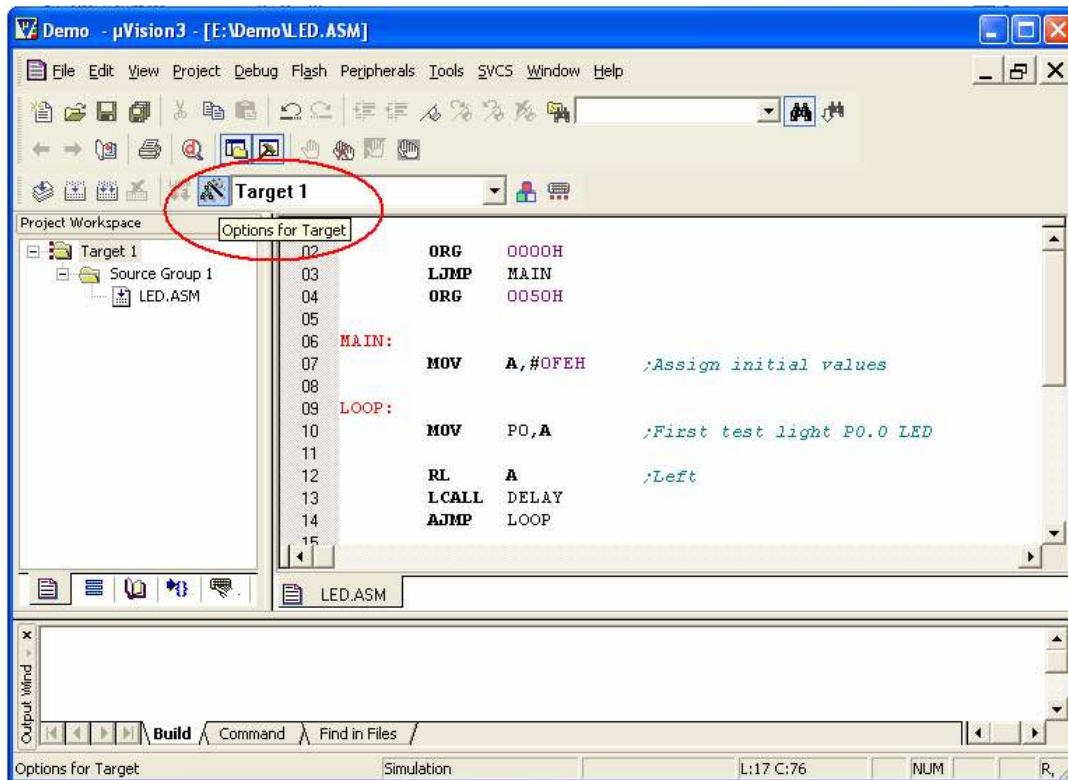 Demo - µVision3 - [E:\Demo\LED.ASM]
File Edit View Project Debug Flash Peripherals Tools SVCS Window Help
Target 1
Project Workspace
Options for Target
Target 1
Source Group 1
LED.ASM
02 ORG 0000H
03 LJMP MAIN
04 ORG 0050H
05
06 MAIN:
07 MOV A,#0FEH ;Assign initial values
08
09 LOOP:
10 MOV P0,A ;First test light P0.0 LED
11
12 RL A ;Left
13 LCALL DELAY
14 AJMP LOOP
15
LED.ASM
Output Wind
Build Command Find in Files
Options for Target Simulation L:17 C:76 NUM R,